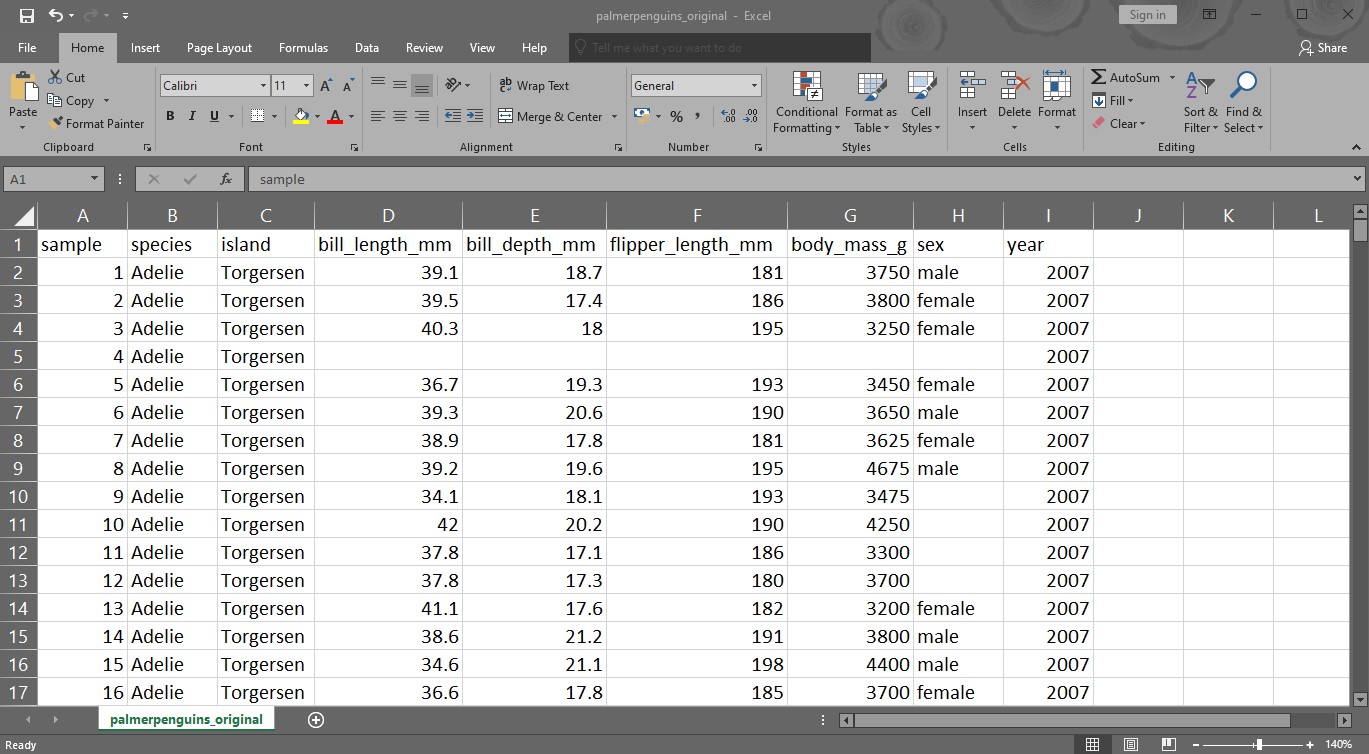 palmerpenguins_original - Excel
Sign in
File Home Insert Page Layout Formulas Data Review View Help Tell me what you want to do Share
Paste Cut Copy Format Painter Clipboard
Calibri 11 A A B I U A Font
ab Wrap Text Merge & Center Alignment
General % , Number
Conditional Formatting Format as Table Cell Styles Styles
Insert Delete Format Cells
AutoSum Fill Clear Sort & Filter Find & Select Editing
A1 fx sample
A B C D E F G H I J K L
1 sample species island bill_length_mm bill_depth_mm flipper_length_mm body_mass_g sex year
2 1 Adelie Torgersen 39.1 18.7 181 3750 male 2007
3 2 Adelie Torgersen 39.5 17.4 186 3800 female 2007
4 3 Adelie Torgersen 40.3 18 195 3250 female 2007
5 4 Adelie Torgersen 2007
6 5 Adelie Torgersen 36.7 19.3 193 3450 female 2007
7 6 Adelie Torgersen 39.3 20.6 190 3650 male 2007
8 7 Adelie Torgersen 38.9 17.8 181 3625 female 2007
9 8 Adelie Torgersen 39.2 19.6 195 4675 male 2007
10 9 Adelie Torgersen 34.1 18.1 193 3475 2007
11 10 Adelie Torgersen 42 20.2 190 4250 2007
12 11 Adelie Torgersen 37.8 17.1 186 3300 2007
13 12 Adelie Torgersen 37.8 17.3 180 3700 2007
14 13 Adelie Torgersen 41.1 17.6 182 3200 female 2007
15 14 Adelie Torgersen 38.6 21.2 191 3800 male 2007
16 15 Adelie Torgersen 34.6 21.1 198 4400 male 2007
17 16 Adelie Torgersen 36.6 17.8 185 3700 female 2007
palmerpenguins_original
Ready 140%